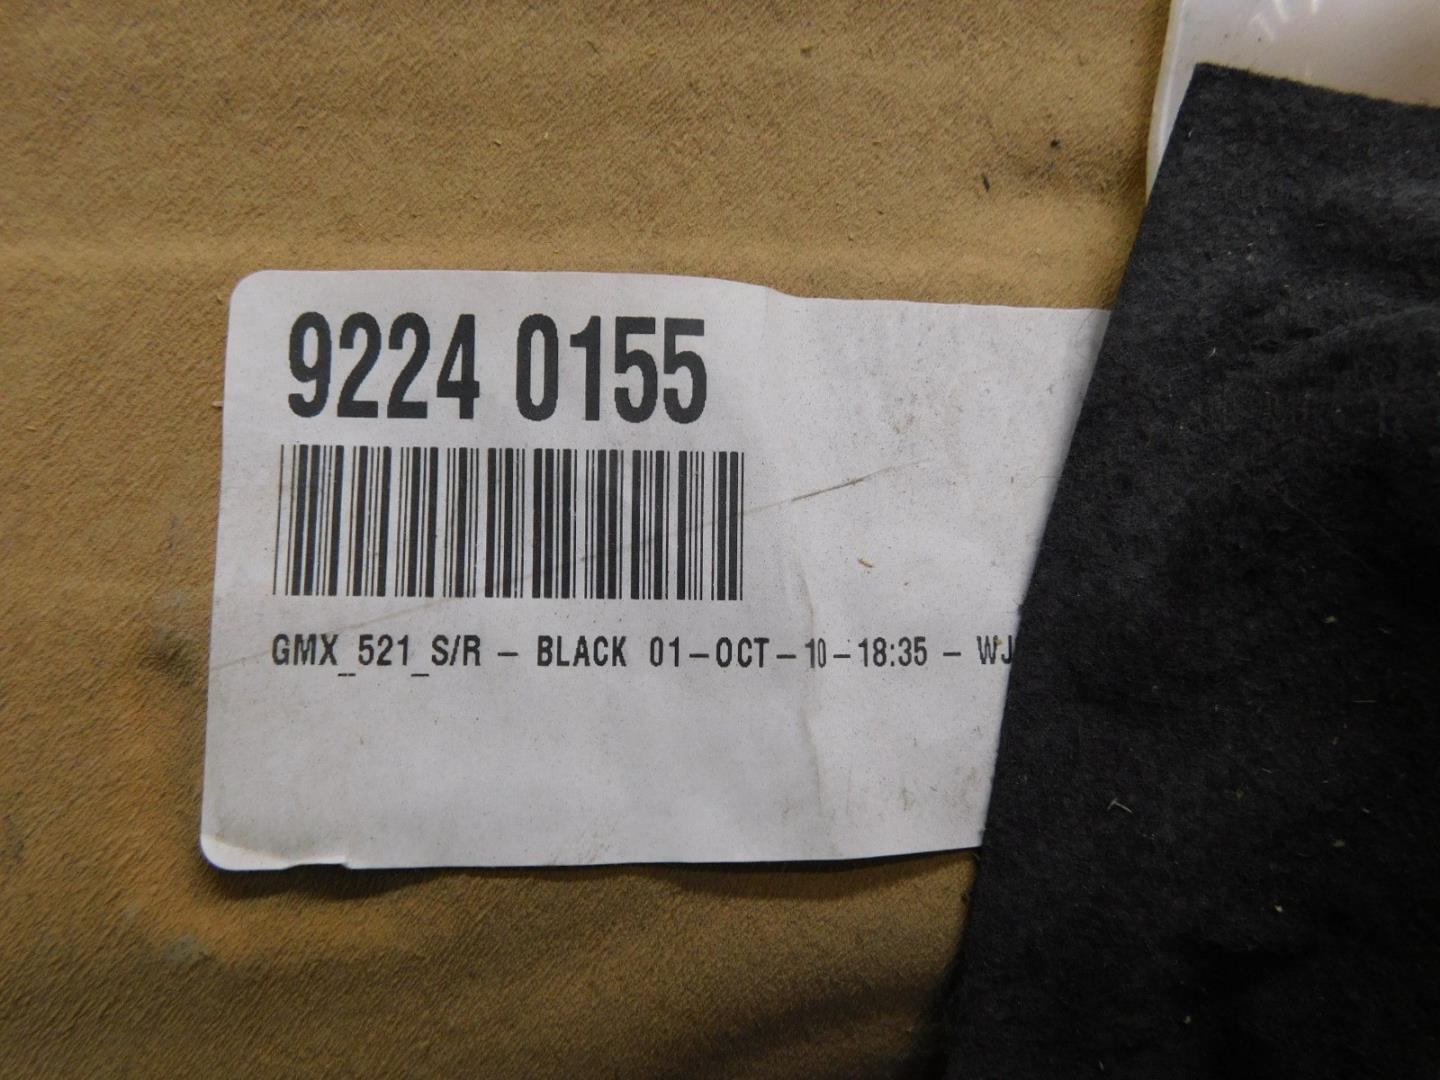 9224 0155
GMX_521_S/R - BLACK 01-OCT-10-18:35 - WJ